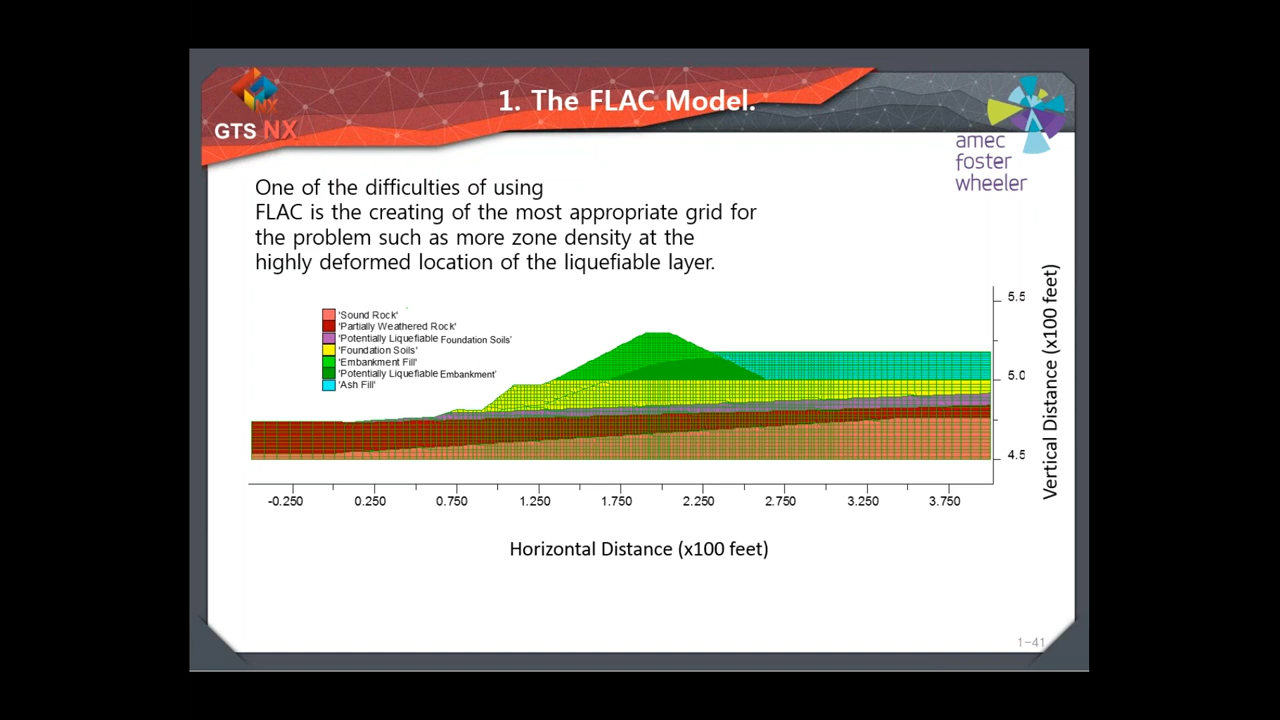 1. The FLAC Model.
NX
GTS NX
amec
foster
wheeler
One of the difficulties of using
FLAC is the creating of the most appropriate grid for
the problem such as more zone density at the
highly deformed location of the liquefiable layer.
'Sound Rock'
'Partially Weathered Rock'
'Potentially Liquefiable Foundation Soils'
'Foundation Soils'
'Embankment Fill'
'Potentially Liquefiable Embankment'
'Ash Fill'
5.5
5.0
4.5
Vertical Distance (x100 feet)
-0.250 0.250 0.750 1.250 1.750 2.250 2.750 3.250 3.750
Horizontal Distance (x100 feet)
1-41